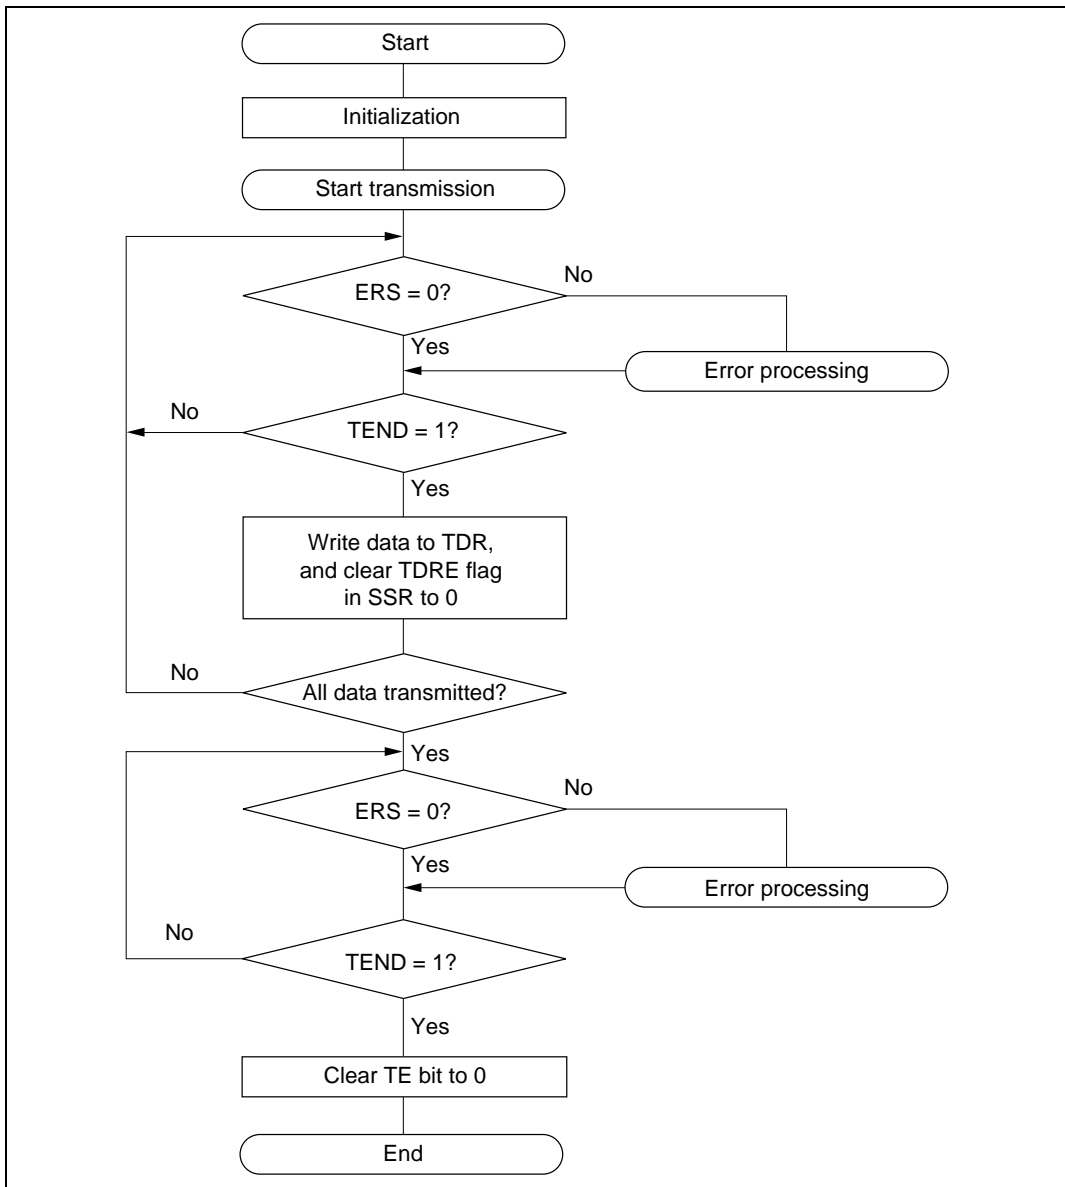 Start
Initialization
Start transmission
ERS = 0?
No
Yes
Error processing
No
TEND = 1?
Yes
Write data to TDR,
and clear TDRE flag
in SSR to 0
No
All data transmitted?
Yes
ERS = 0?
No
Yes
Error processing
No
TEND = 1?
Yes
Clear TE bit to 0
End